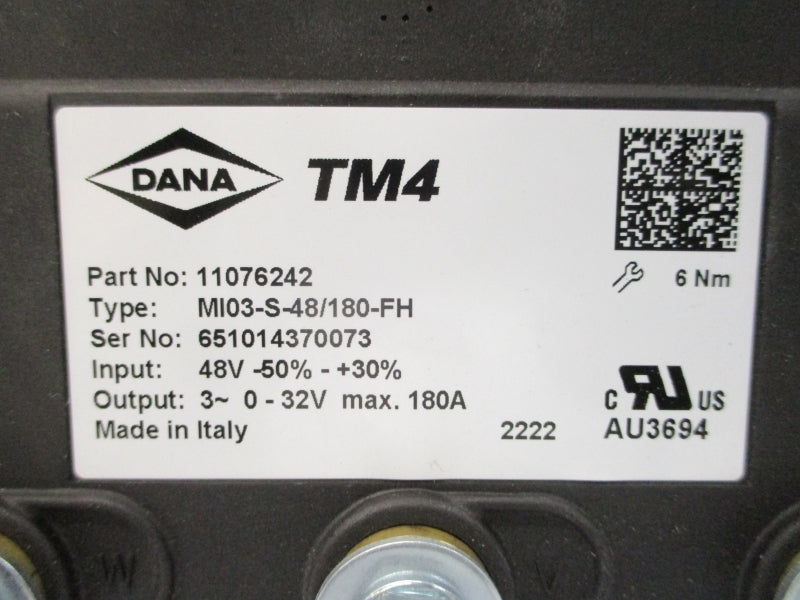 DANA TM4
Part No: 11076242
6 Nm
Type: MI03-S-48/180-FH
Ser No: 651014370073
Input: 48V -50% - +30%
Output: 3~ 0 - 32V max. 180A
C RU US
Made in Italy 2222 AU3694
W V